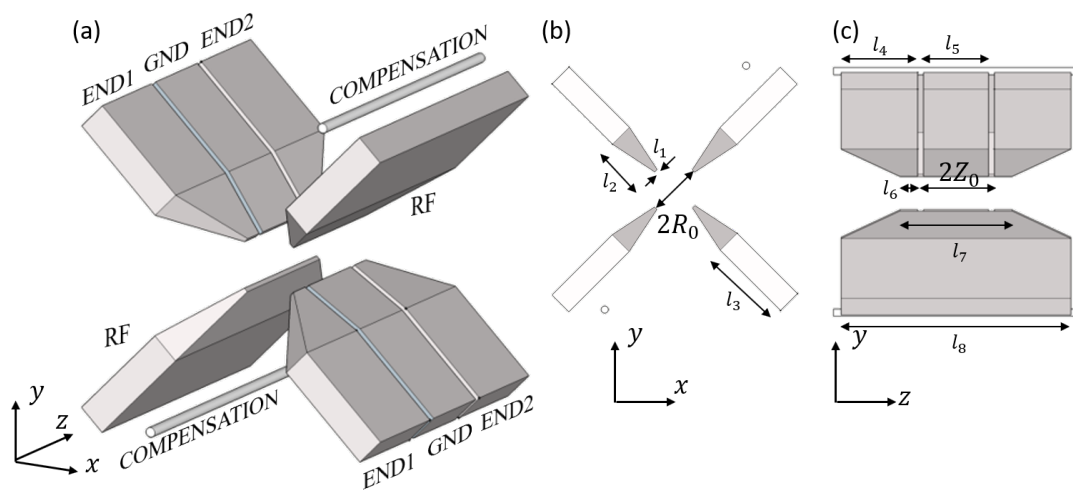 (a)
END1 GND END2
COMPENSATION
RF
RF
COMPENSATION
END1 GND END2
y
z
x
(b)
l₁
l₂
2R₀
l₃
y
x
(c)
l₄
l₅
l₆
2Z₀
l₇
l₈
y
z